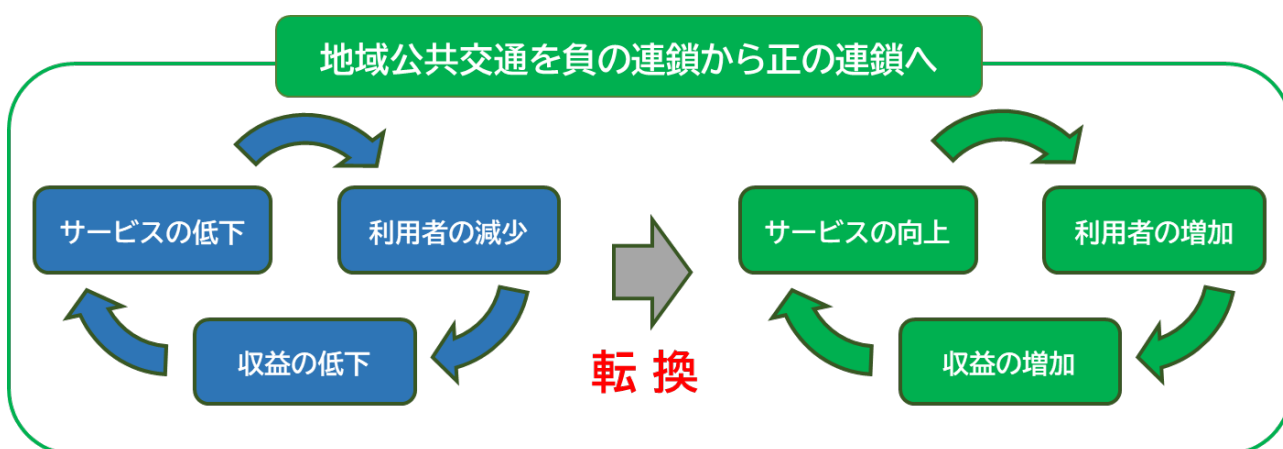 地域公共交通を負の連鎖から正の連鎖へ
サービスの低下
利用者の減少
収益の低下
転換
サービスの向上
利用者の増加
収益の増加